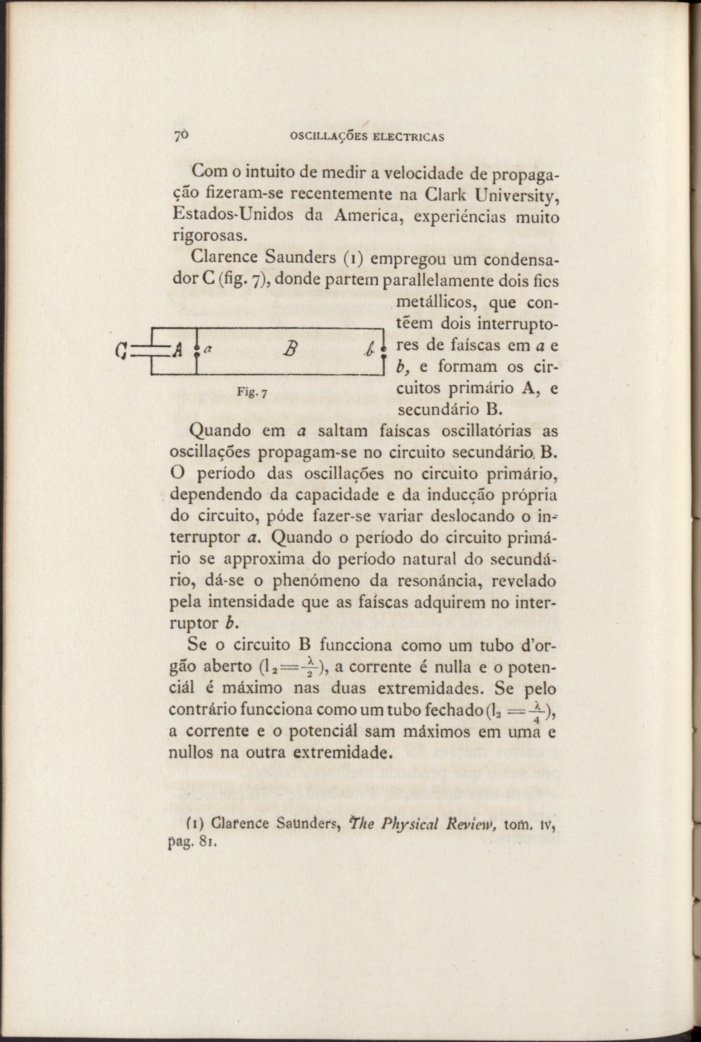 70 OSCILLAÇÕES ELECTRICAS
Com o intuito de medir a velocidade de propaga-
ção fizeram-se recentemente na Clark University,
Estados-Unidos da America, experiéncias muito
rigorosas.
Clarence Saunders (1) empregou um condensa-
dor C (fig. 7), donde partem parallelamente dois fios
metállicos, que con-
tẽem dois interrupto-
res de faíscas em a e
b, e formam os cir-
cuitos primário A, e
secundário B.
C A a B b
Fig. 7
Quando em a saltam faíscas oscillatórias as
oscillações propagam-se no circuito secundário B.
O período das oscillações no circuito primário,
dependendo da capacidade e da inducção própria
do circuito, póde fazer-se variar deslocando o in-
terruptor a. Quando o período do circuito primá-
rio se approxima do período natural do secundá-
rio, dá-se o phenómeno da resonáncia, revelado
pela intensidade que as faíscas adquirem no inter-
ruptor b.
Se o circuito B funcciona como um tubo d'or-
gão aberto (l₂=λ/2), a corrente é nulla e o poten-
ciál é máximo nas duas extremidades. Se pelo
contrário funcciona como um tubo fechado (l₂ = λ/4),
a corrente e o potenciál sam máximos em uma e
nullos na outra extremidade.
(1) Clarence Saunders, The Physical Review, tom. iv,
pag. 81.